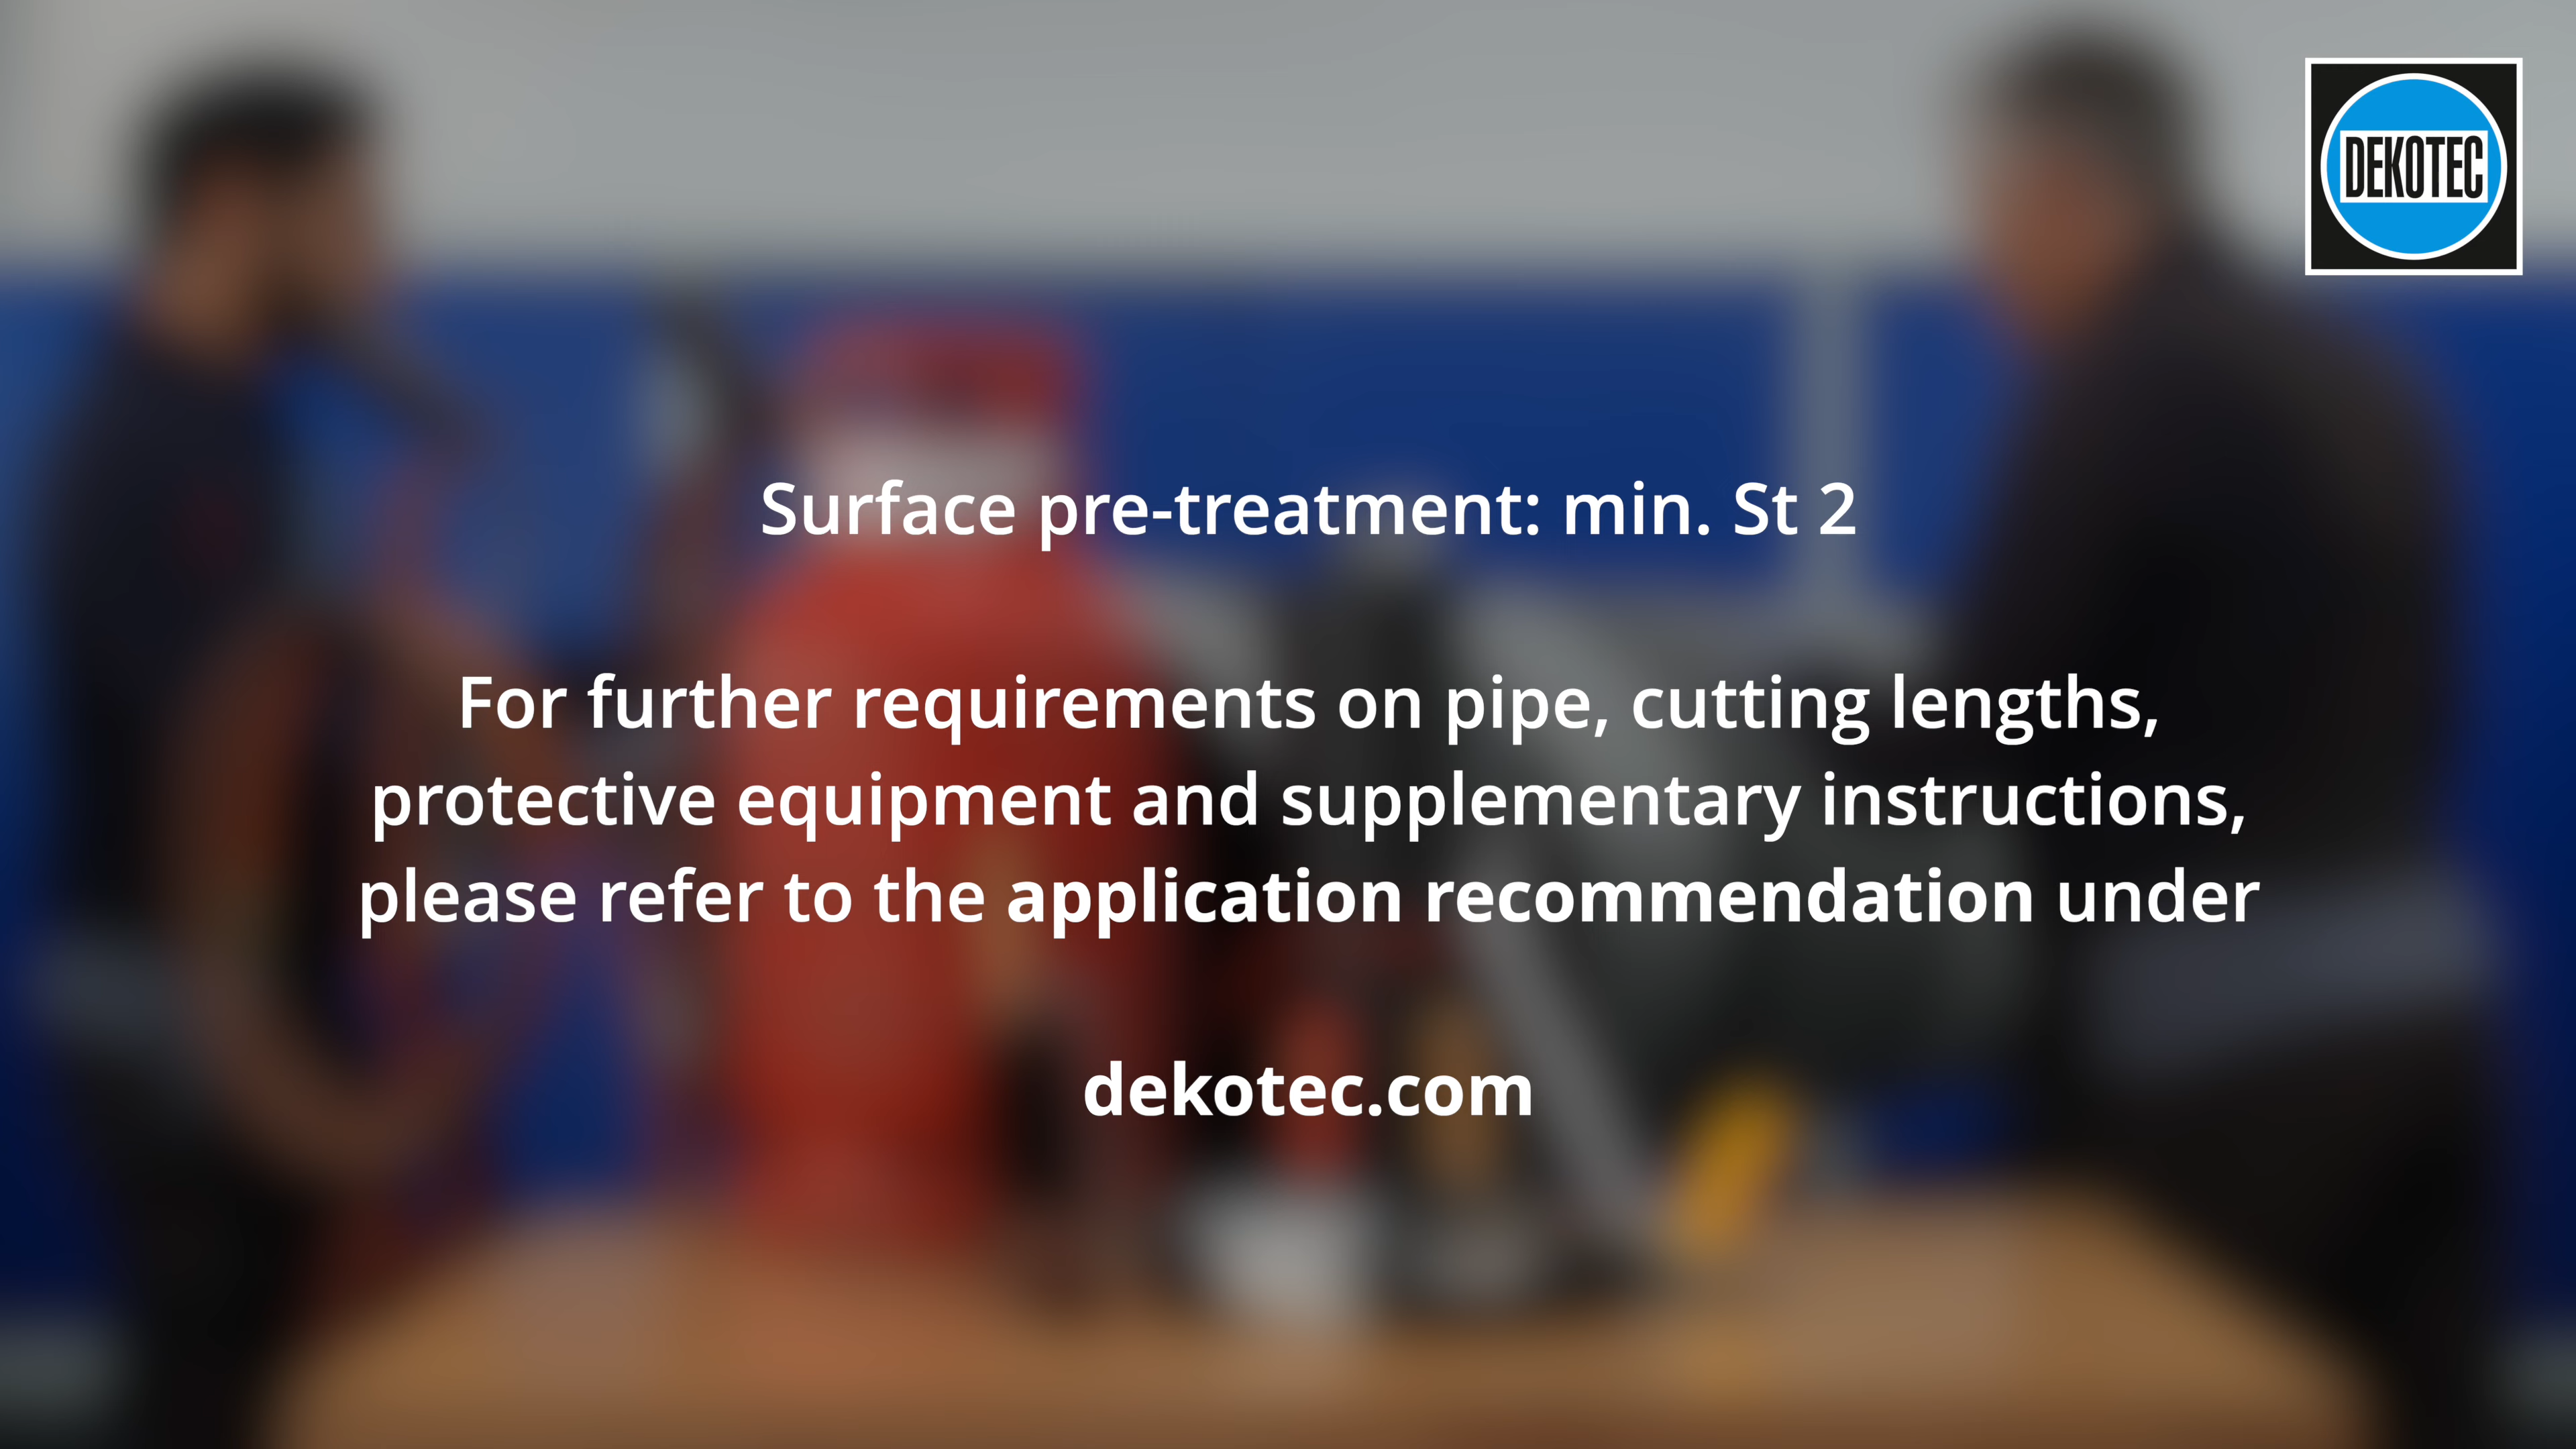 DEKOTEC
Surface pre-treatment: min. St 2
For further requirements on pipe, cutting lengths,
protective equipment and supplementary instructions,
please refer to the application recommendation under
dekotec.com